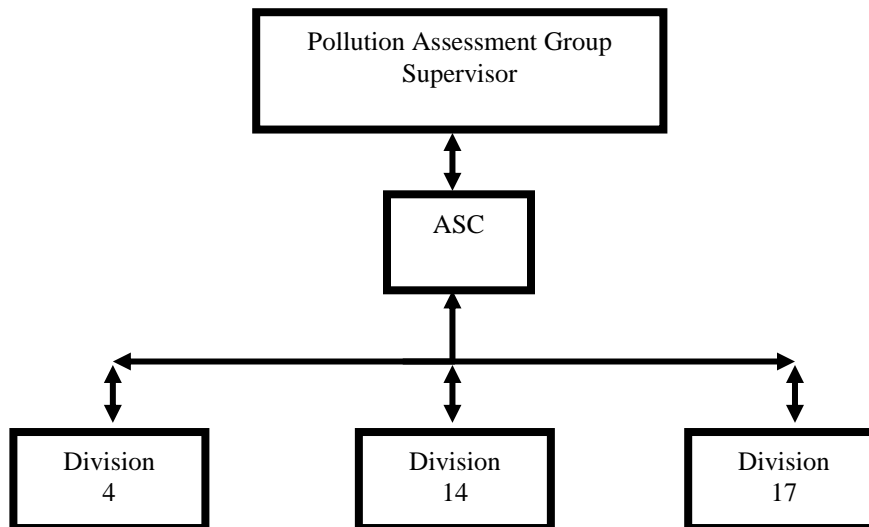 Pollution Assessment Group
Supervisor
ASC
Division
4
Division
14
Division
17